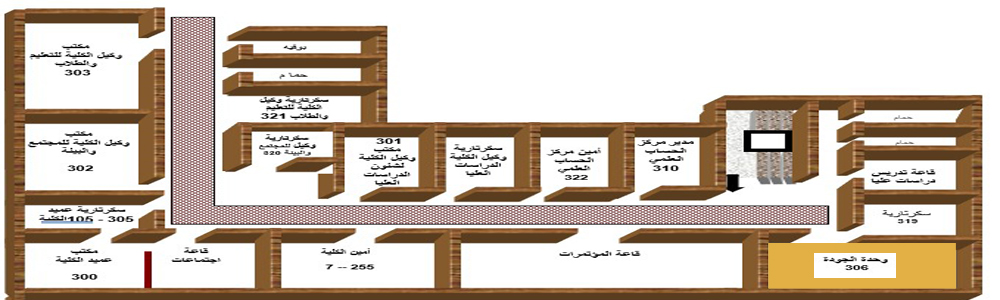 مكتب
وكيل الكلية للتعليم
والطلاب
303
مكتب
وكيل الكلية للمجتمع
والبيئة
302
سكرتارية عميد
الكلية105 - 305
مكتب
عميد الكلية
300
قاعة
اجتماعات
أمين الكلية
7 -- 255
قاعة المؤتمرات
وحدة الجودة
306
بوفيه
حمام
سكرتارية وكيل
الكلية للتعليم
والطلاب 321
سكرتارية
وكيل للمجتمع
والبيئة 320
301
مكتب
وكيل الكلية
لشئون
الدراسات
العليا
سكرتارية
وكيل الكلية
الدراسات
العليا
أمين مركز
الحساب
العلمي
322
مدير مركز
الحساب
العلمي
310
حمام
حمام
قاعة تدريس
دراسات عليا
سكرتارية
319